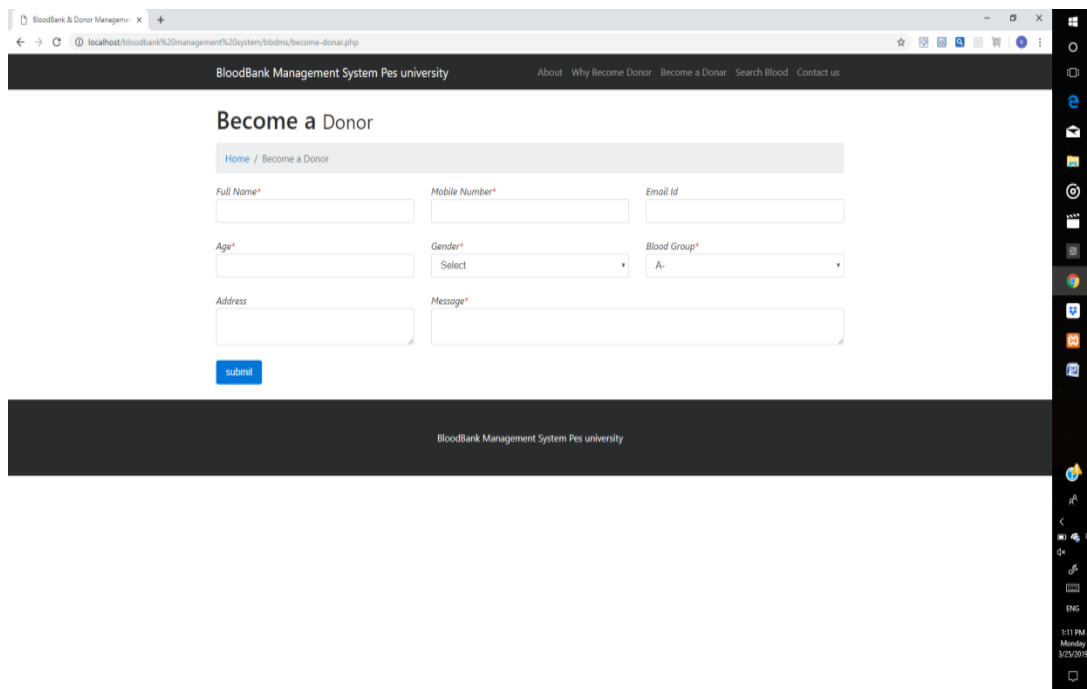 BloodBank & Donor Managemen
localhost/bloodbank%20management%20system/bbdms/become-donar.php
BloodBank Management System Pes university
About Why Become Donor Become a Donar Search Blood Contact us
Become a Donor
Home / Become a Donor
Full Name* Mobile Number* Email Id
Age* Gender* Blood Group*
Select A-
Address Message*
submit
BloodBank Management System Pes university
ENG
1:11 PM
Monday
3/25/2019